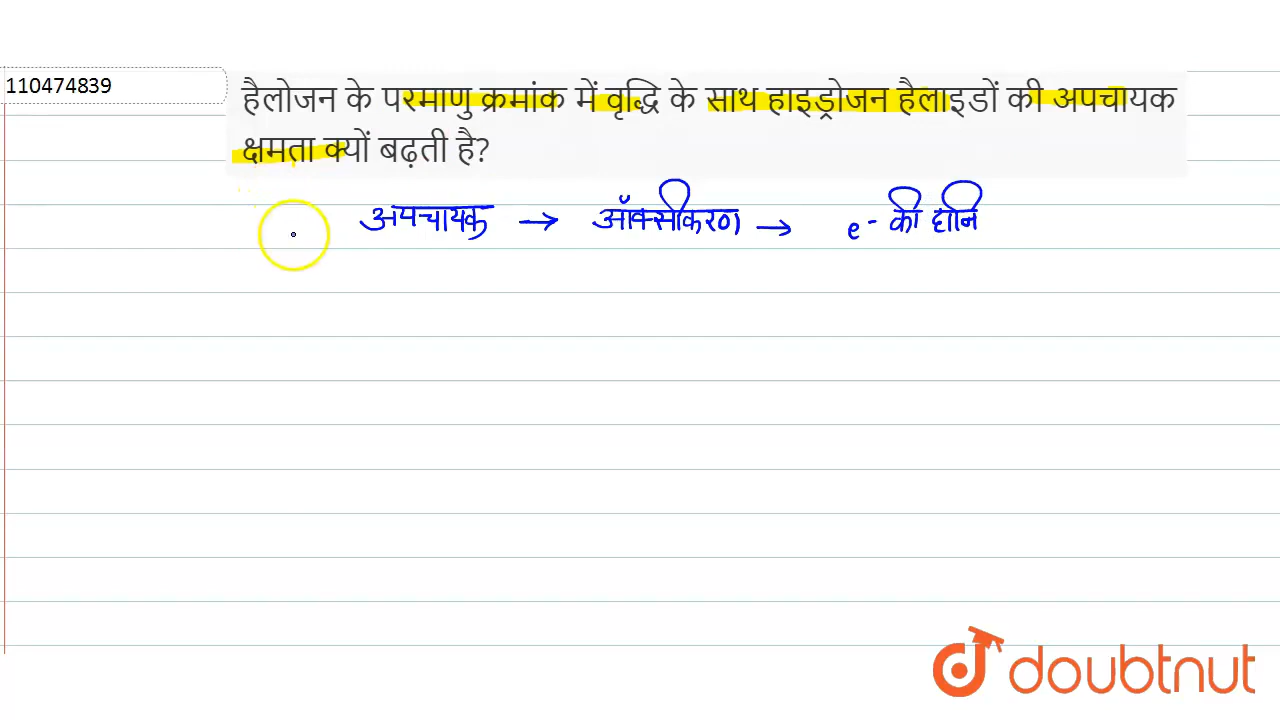 110474839
हैलोजन के परमाणु क्रमांक में वृद्धि के साथ हाइड्रोजन हैलाइडों की अपचायक
क्षमता क्यों बढ़ती है?
अपचायक → ऑक्सीकरण → e- की हानि
doubtnut